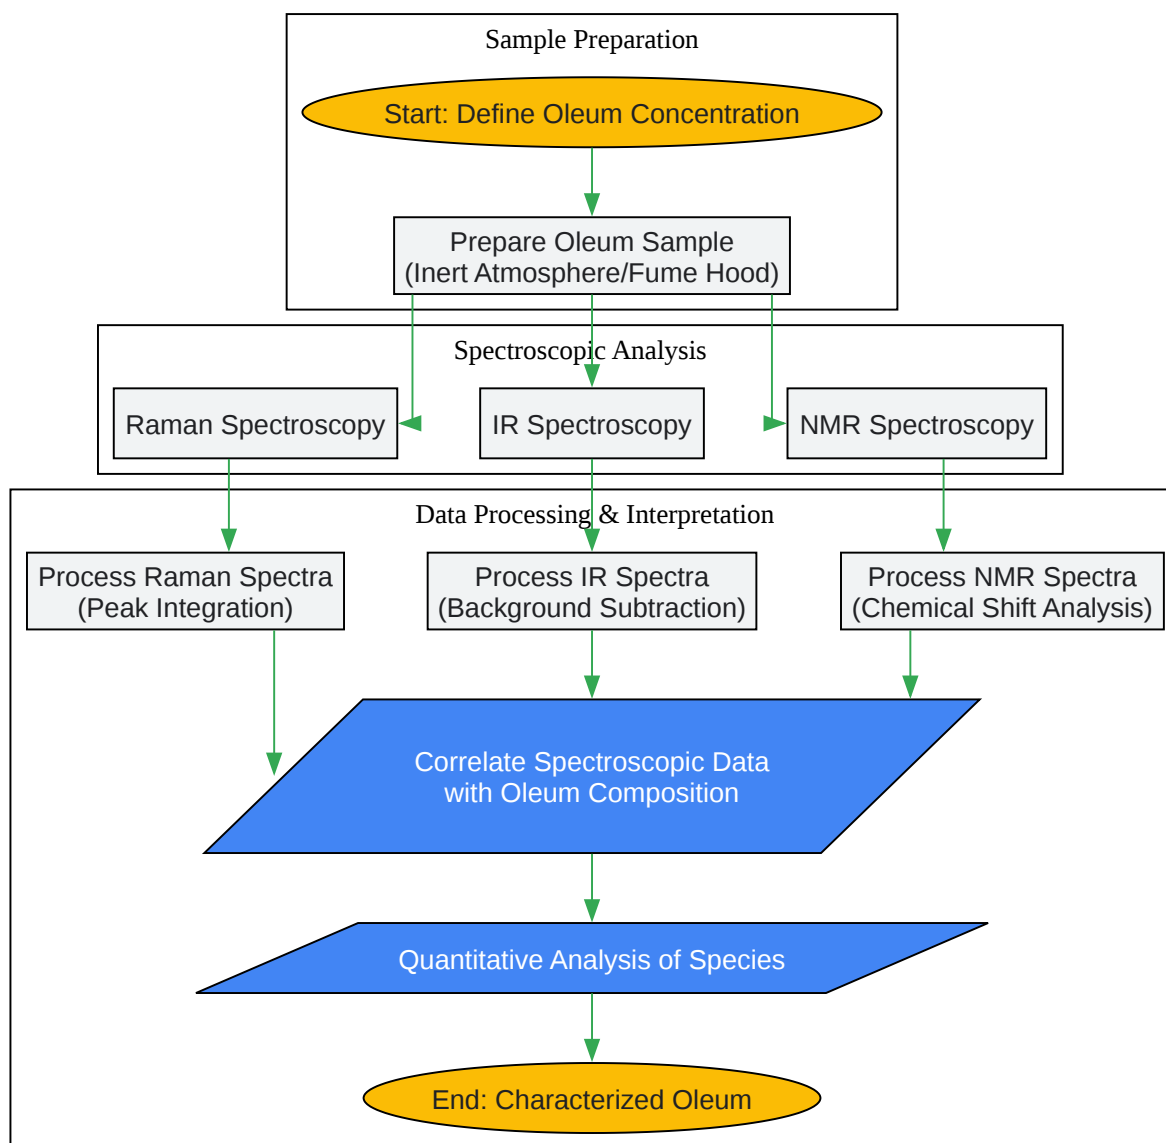 Sample Preparation
Start: Define Oleum Concentration
Prepare Oleum Sample
(Inert Atmosphere/Fume Hood)
Spectroscopic Analysis
Raman Spectroscopy
IR Spectroscopy
NMR Spectroscopy
Data Processing & Interpretation
Process Raman Spectra
(Peak Integration)
Process IR Spectra
(Background Subtraction)
Process NMR Spectra
(Chemical Shift Analysis)
Correlate Spectroscopic Data
with Oleum Composition
Quantitative Analysis of Species
End: Characterized Oleum